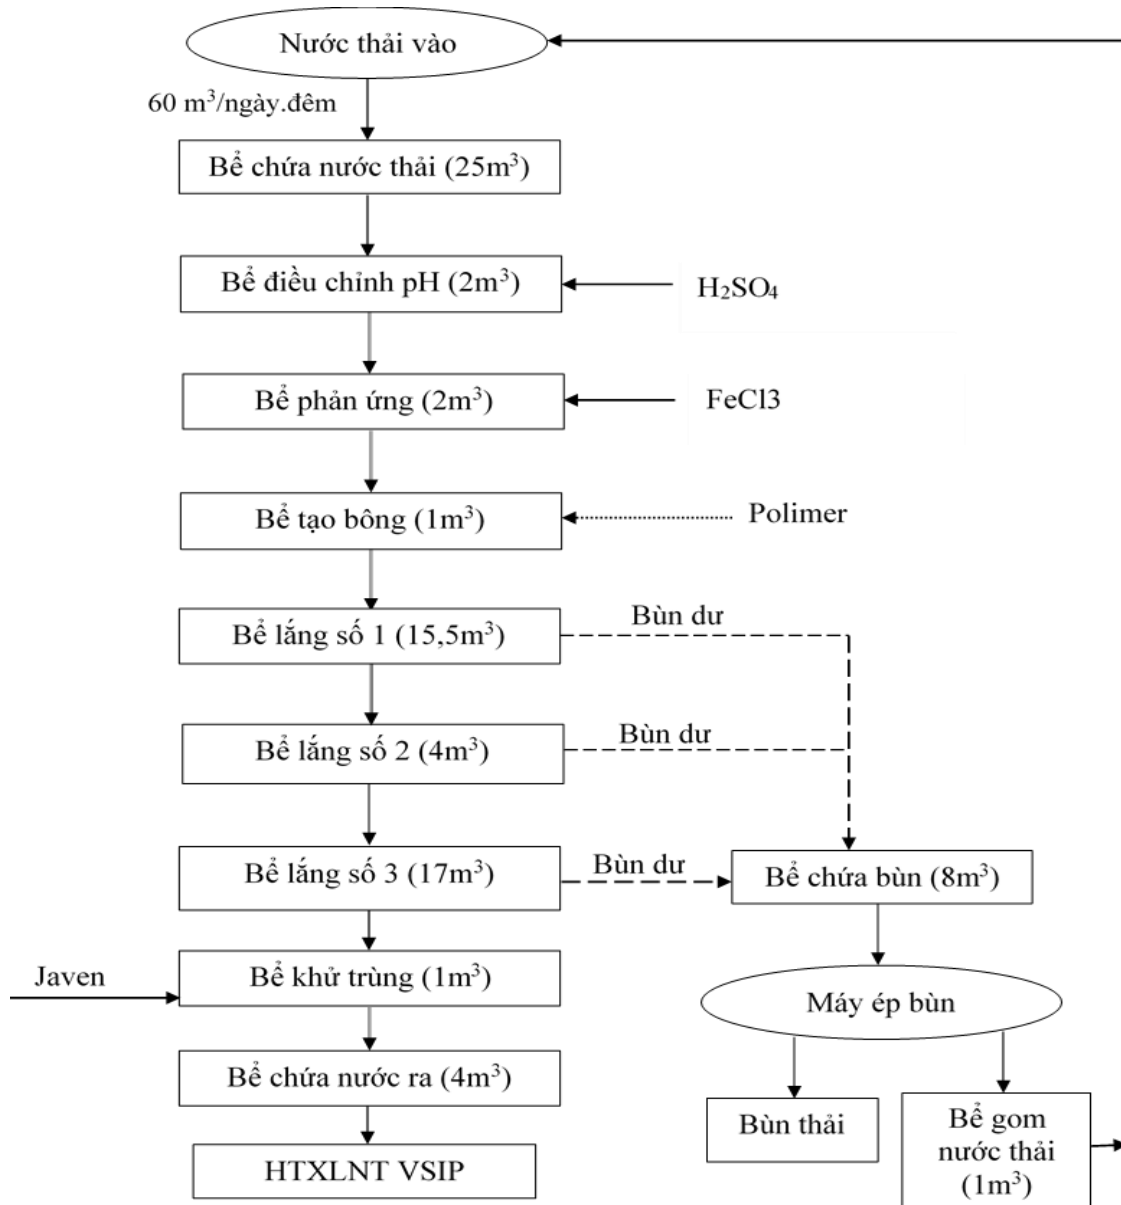 Nước thải vào
60 m³/ngày.đêm
Bể chứa nước thải (25m³)
Bể điều chỉnh pH (2m³)
H₂SO₄
Bể phản ứng (2m³)
FeCl3
Bể tạo bông (1m³)
Polimer
Bể lắng số 1 (15,5m³)
Bùn dư
Bể lắng số 2 (4m³)
Bùn dư
Bể lắng số 3 (17m³)
Bùn dư
Bể chứa bùn (8m³)
Javen
Bể khử trùng (1m³)
Máy ép bùn
Bể chứa nước ra (4m³)
Bùn thải
Bể gom
nước thải
(1m³)
HTXLNT VSIP